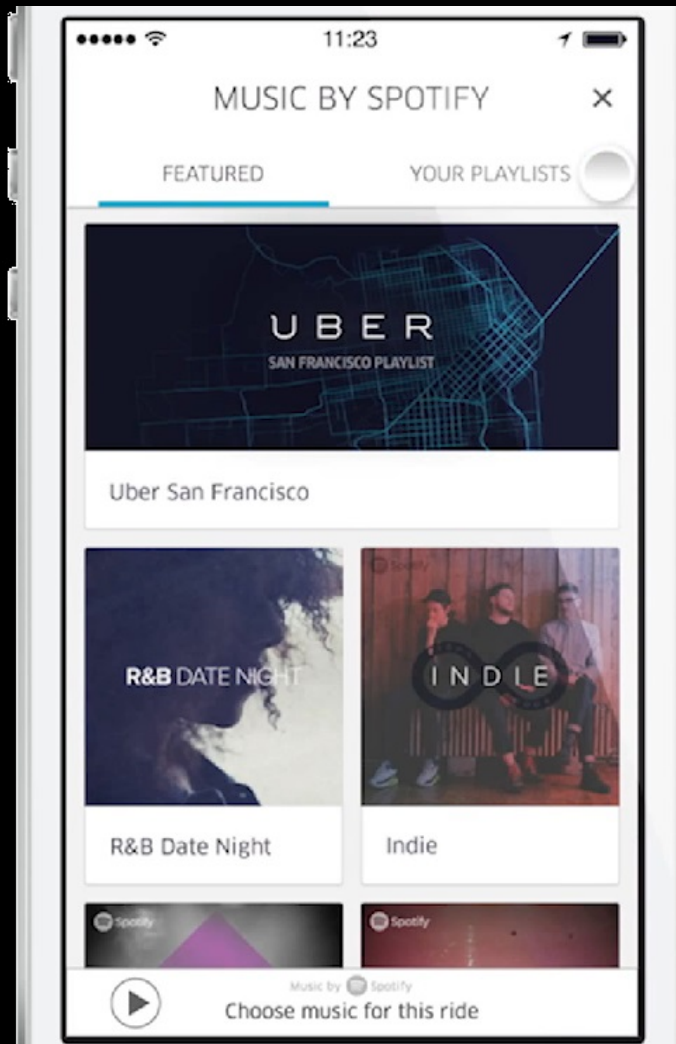 11:23
MUSIC BY SPOTIFY
FEATURED YOUR PLAYLISTS
UBER
SAN FRANCISCO PLAYLIST
Uber San Francisco
Spotify
R&B DATE NIGHT
INDIE
R&B Date Night
Indie
Spotify
Spotify
Music by Spotify
Choose music for this ride